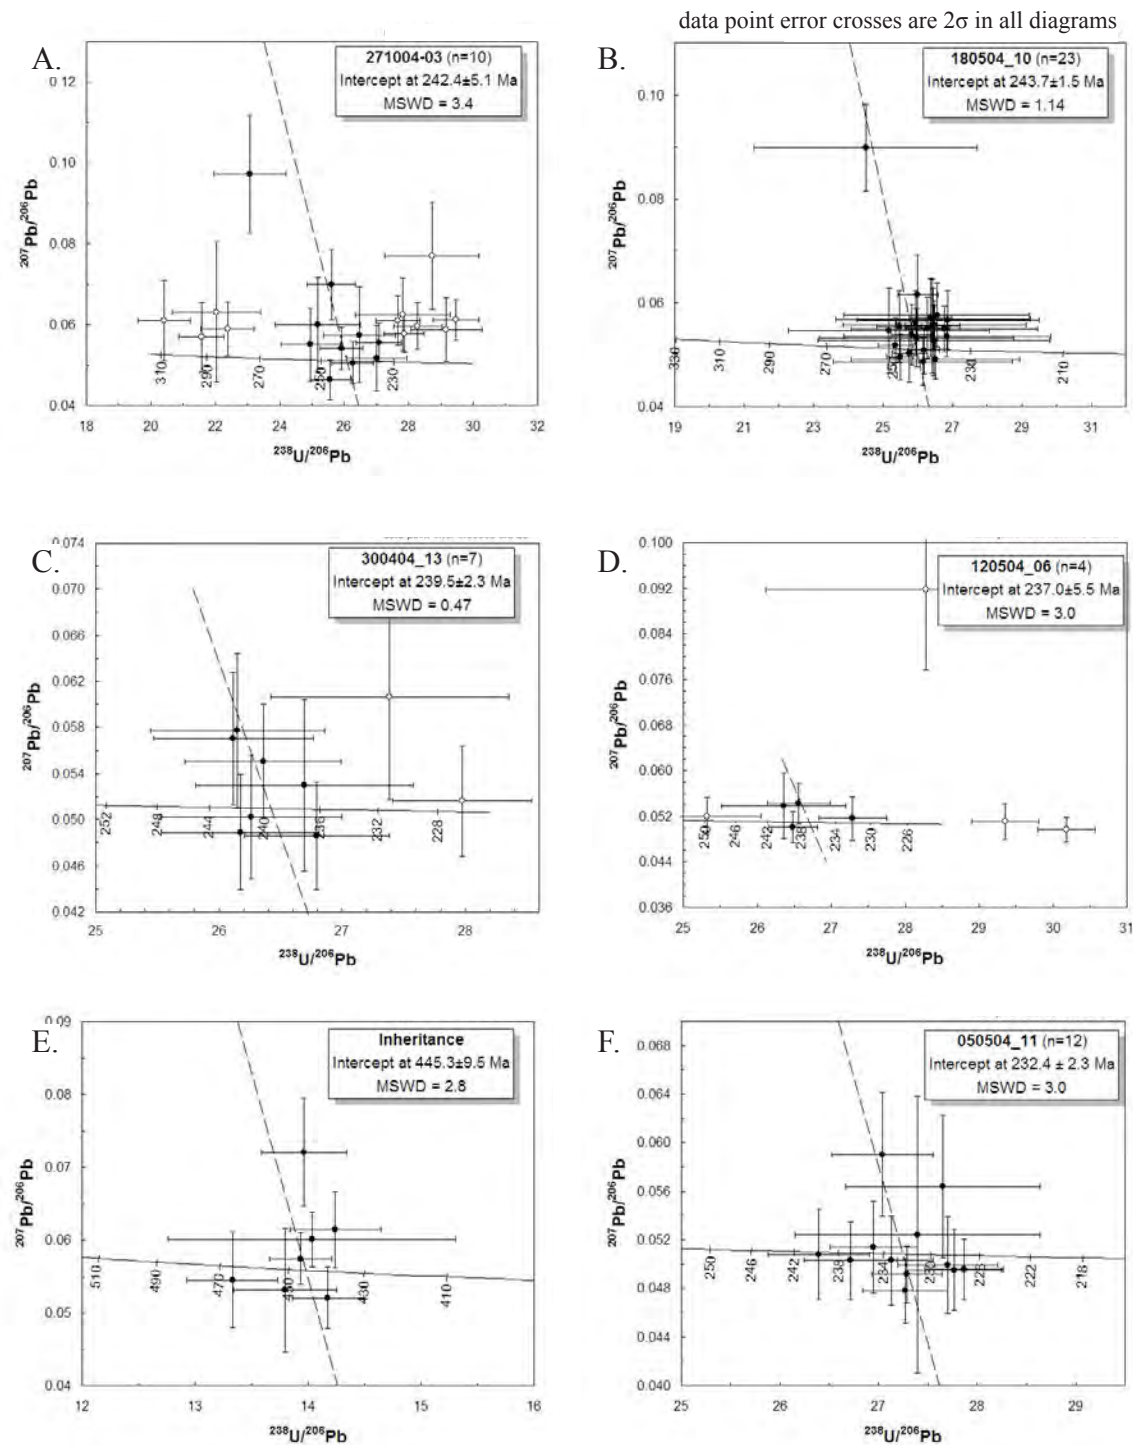 data point error crosses are 2σ in all diagrams
A.
271004-03 (n=10)
Intercept at 242.4±5.1 Ma
MSWD = 3.4
0.12
0.10
0.08
0.06
0.04
²⁰⁷Pb/²⁰⁶Pb
310
290
270
250
230
18 20 22 24 26 28 30 32
²³⁸U/²⁰⁶Pb
B.
180504_10 (n=23)
Intercept at 243.7±1.5 Ma
MSWD = 1.14
0.10
0.08
0.06
0.04
²⁰⁷Pb/²⁰⁶Pb
330
310
290
270
250
230
210
19 21 23 25 27 29 31
²³⁸U/²⁰⁶Pb
C.
300404_13 (n=7)
Intercept at 239.5±2.3 Ma
MSWD = 0.47
0.074
0.070
0.066
0.062
0.058
0.054
0.050
0.046
0.042
²⁰⁷Pb/²⁰⁶Pb
252
248
244
240
236
232
228
25 26 27 28
²³⁸U/²⁰⁶Pb
D.
120504_06 (n=4)
Intercept at 237.0±5.5 Ma
MSWD = 3.0
0.100
0.092
0.084
0.076
0.068
0.060
0.052
0.044
0.036
²⁰⁷Pb/²⁰⁶Pb
250
246
242
238
234
230
226
25 26 27 28 29 30 31
²³⁸U/²⁰⁶Pb
E.
Inheritance
Intercept at 445.3±9.5 Ma
MSWD = 2.8
0.09
0.08
0.07
0.06
0.05
0.04
²⁰⁷Pb/²⁰⁶Pb
510
490
470
450
430
410
12 13 14 15 16
²³⁸U/²⁰⁶Pb
F.
050504_11 (n=12)
Intercept at 232.4 ± 2.3 Ma
MSWD = 3.0
0.068
0.064
0.060
0.056
0.052
0.048
0.044
0.040
²⁰⁷Pb/²⁰⁶Pb
250
246
242
238
234
230
226
222
218
25 27 29
²³⁸U/²⁰⁶Pb